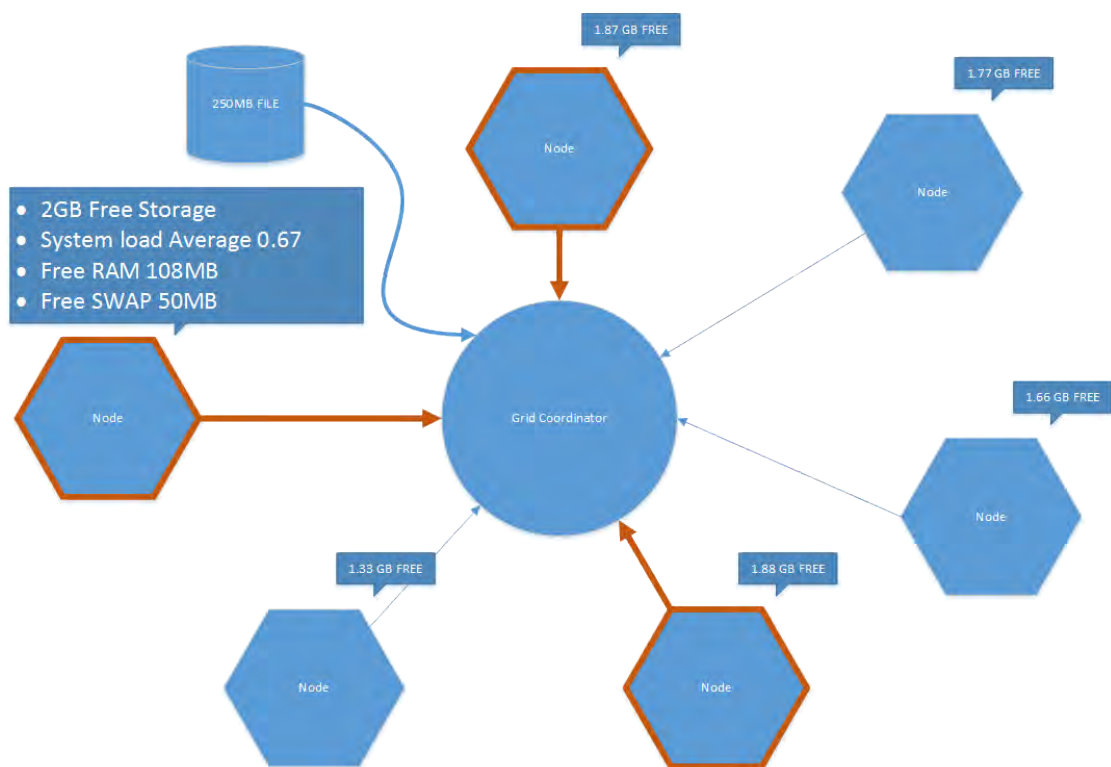 1.87 GB FREE
1.77 GB FREE
250MB FILE
Node
Node
• 2GB Free Storage
• System load Average 0.67
• Free RAM 108MB
• Free SWAP 50MB
Node
Grid Coordinator
1.66 GB FREE
Node
1.33 GB FREE
1.88 GB FREE
Node
Node